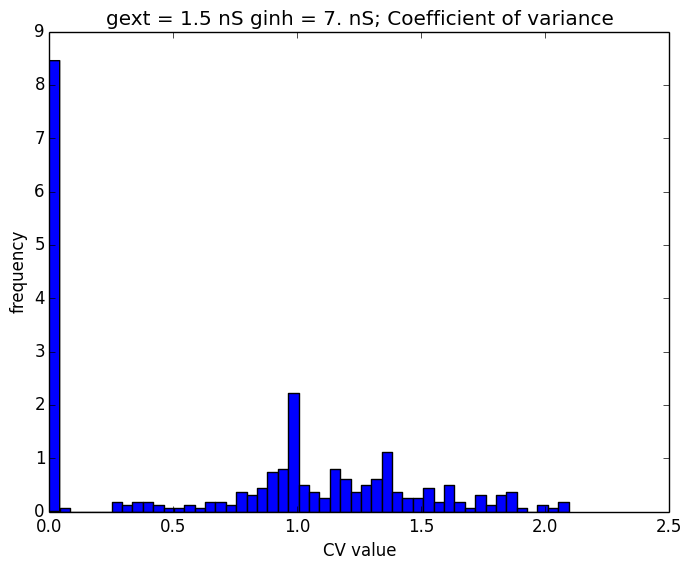 gext = 1.5 nS ginh = 7. nS; Coefficient of variance
9
8
7
6
5
4
3
2
1
0
frequency
0.0 0.5 1.0 1.5 2.0 2.5
CV value